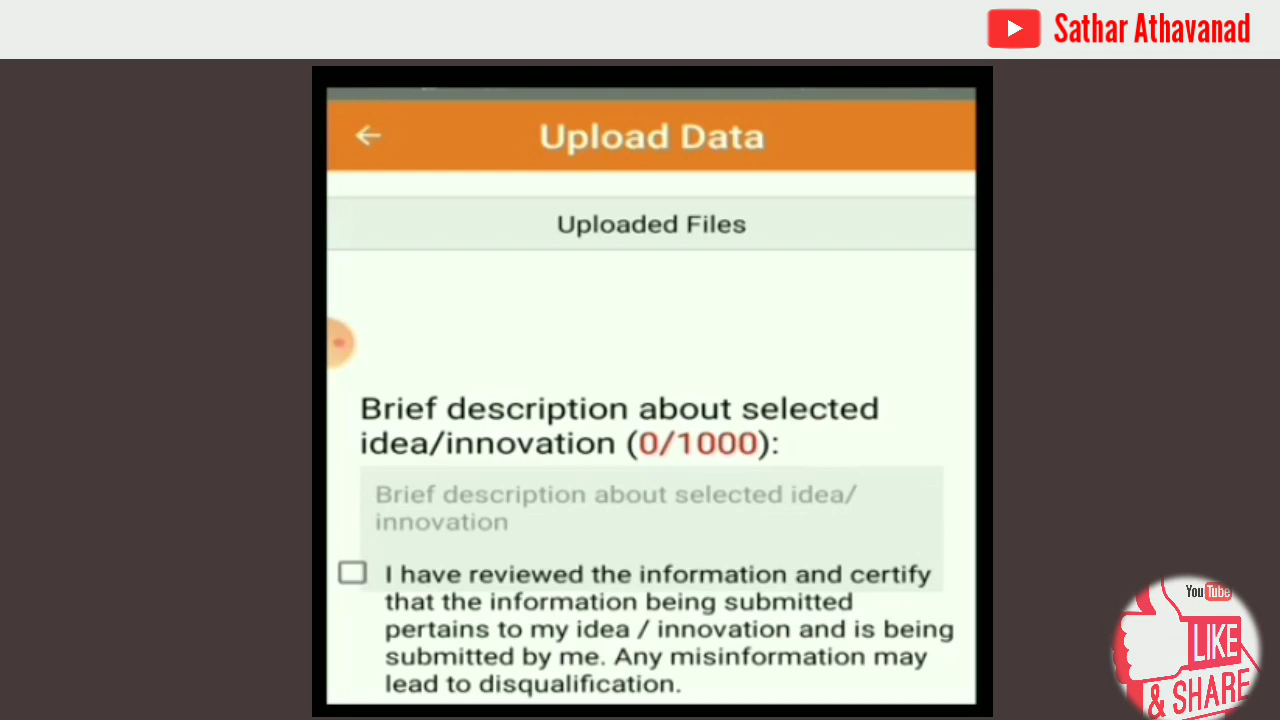 Sathar Athavanad
Upload Data
Uploaded Files
Brief description about selected
idea/innovation (0/1000):
Brief description about selected idea/
innovation
I have reviewed the information and certify
that the information being submitted
pertains to my idea / innovation and is being
submitted by me. Any misinformation may
lead to disqualification.
YouTube
LIKE
& SHARE